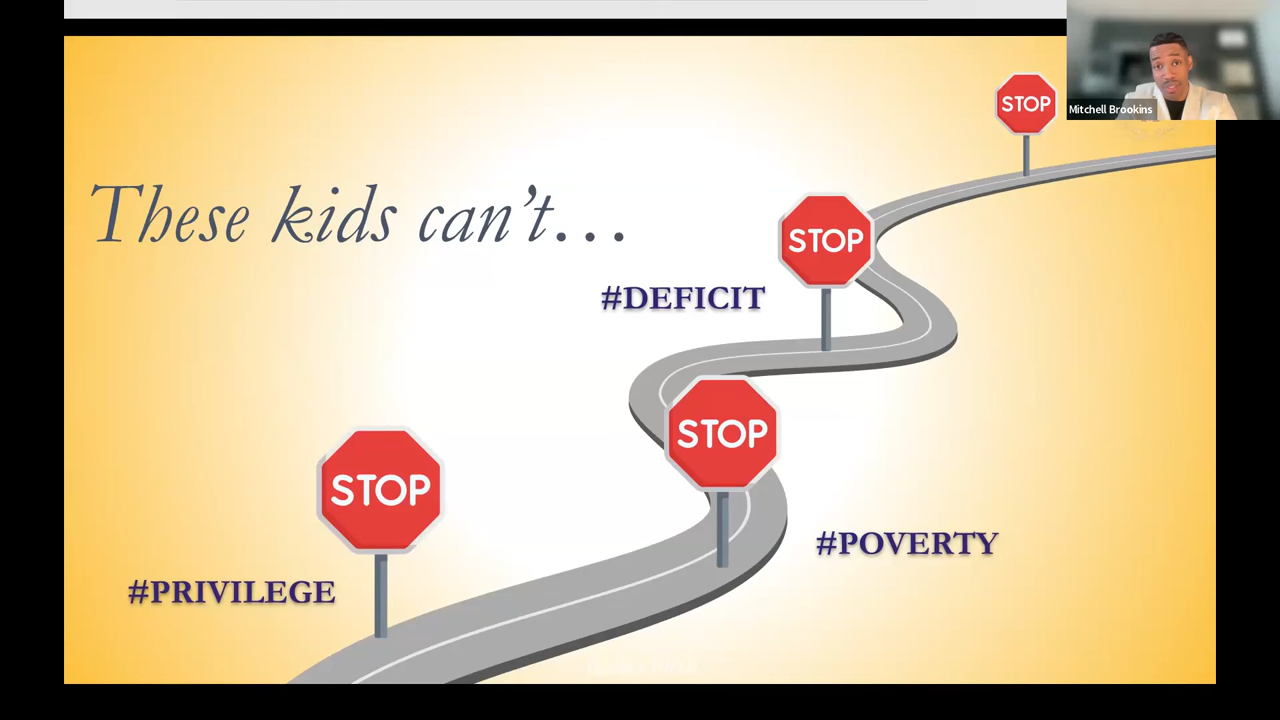 STOP
Mitchell Brookins
These kids can't...
STOP
#DEFICIT
STOP
STOP
#POVERTY
#PRIVILEGE